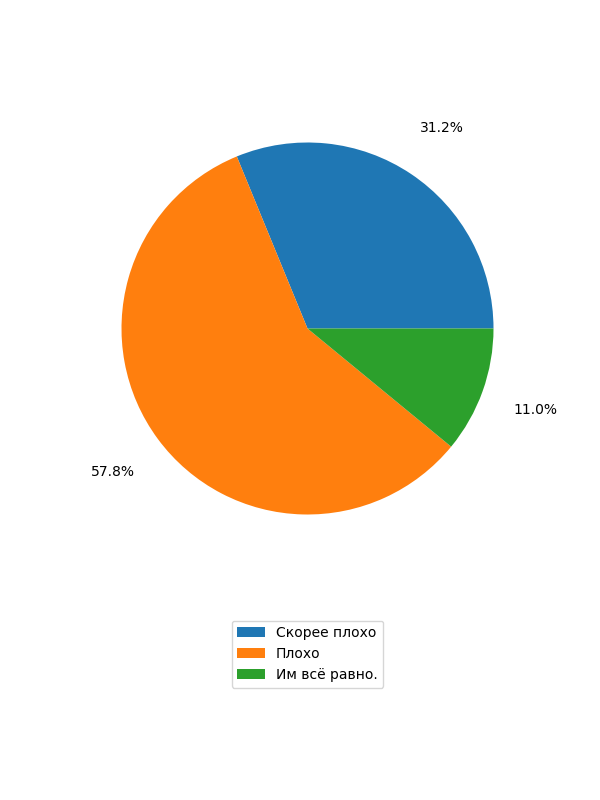 31.2%
11.0%
57.8%
Скорее плохо
Плохо
Им всё равно.